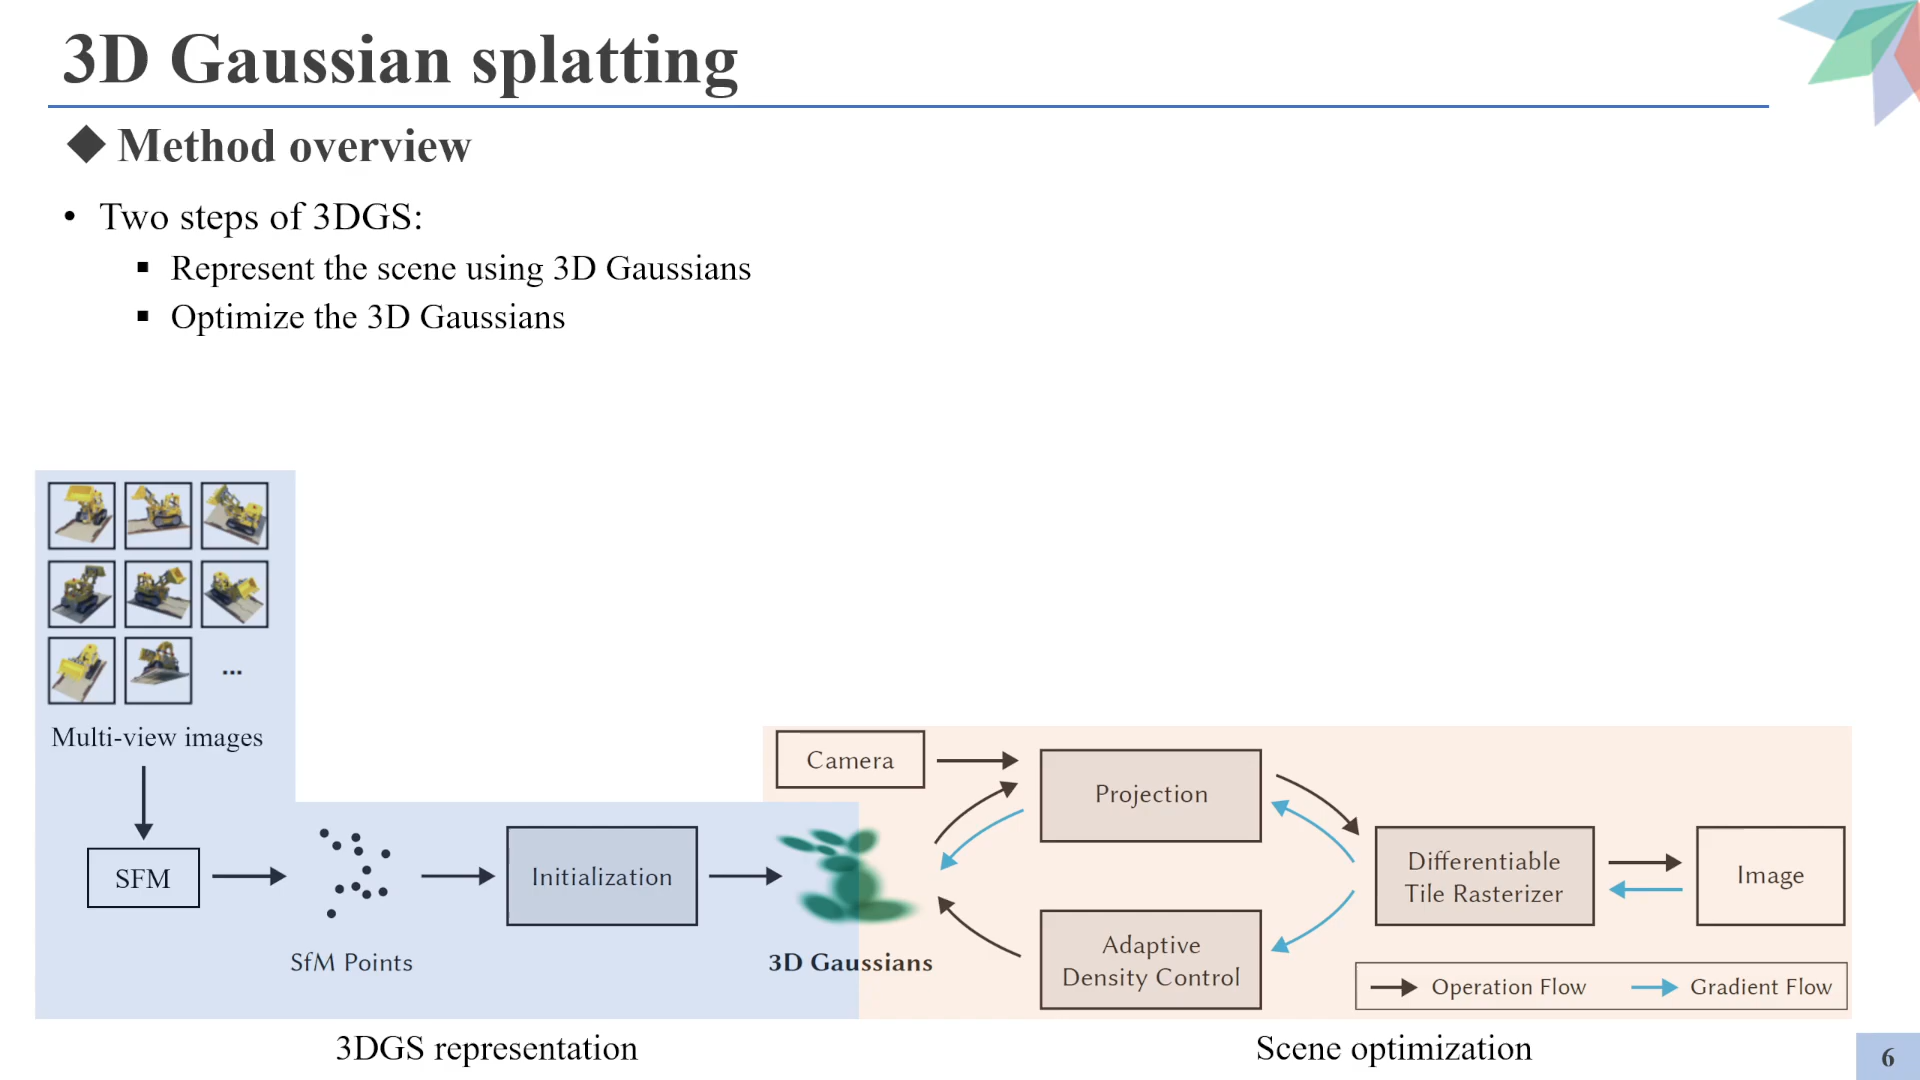 3D Gaussian splatting
◆ Method overview
• Two steps of 3DGS:
▪ Represent the scene using 3D Gaussians
▪ Optimize the 3D Gaussians
...
Multi-view images
SFM
SfM Points
Initialization
3D Gaussians
Camera
Projection
Adaptive
Density Control
Differentiable
Tile Rasterizer
Image
Operation Flow
Gradient Flow
3DGS representation
Scene optimization
6